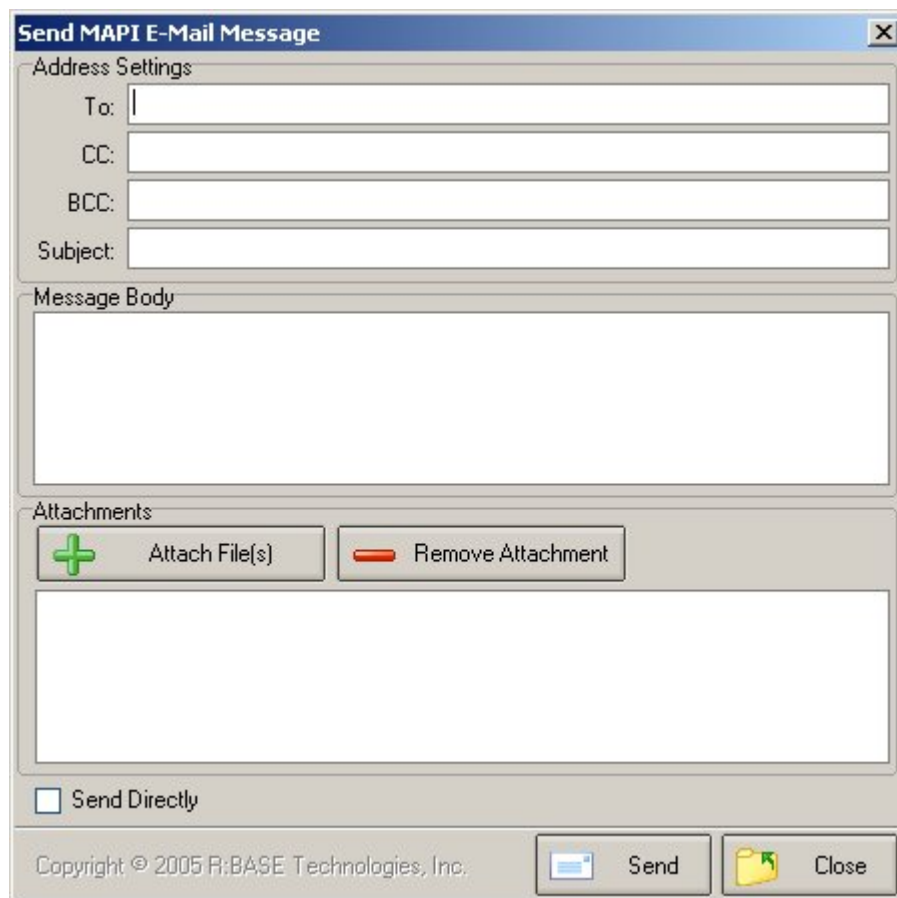 Send MAPI E-Mail Message
Address Settings
To:
CC:
BCC:
Subject:
Message Body
Attachments
Attach File(s) Remove Attachment
Send Directly
Copyright © 2005 R:BASE Technologies, Inc. Send Close